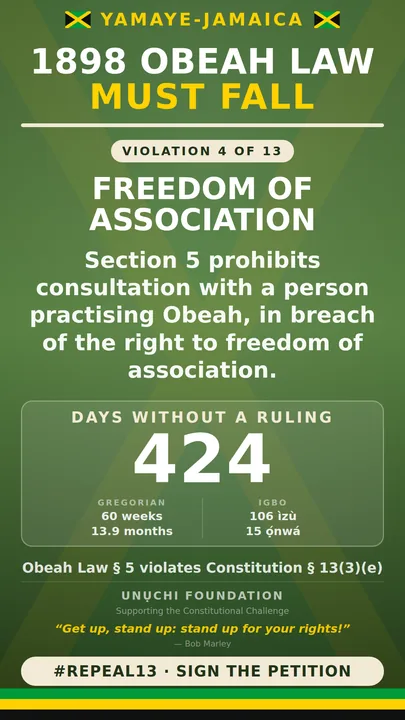 YAMAYE-JAMAICA
1898 OBEAH LAW
MUST FALL
VIOLATION 4 OF 13
FREEDOM OF
ASSOCIATION
Section 5 prohibits
consultation with a person
practising Obeah, in breach
of the right to freedom of
association.
DAYS WITHOUT A RULING
424
GREGORIAN
60 weeks
13.9 months
IGBO
106 ìzù
15 ọ́nwá
Obeah Law § 5 violates Constitution § 13(3)(e)
UNỤCHI FOUNDATION
Supporting the Constitutional Challenge
“Get up, stand up: stand up for your rights!”
— Bob Marley
#REPEAL13 · SIGN THE PETITION